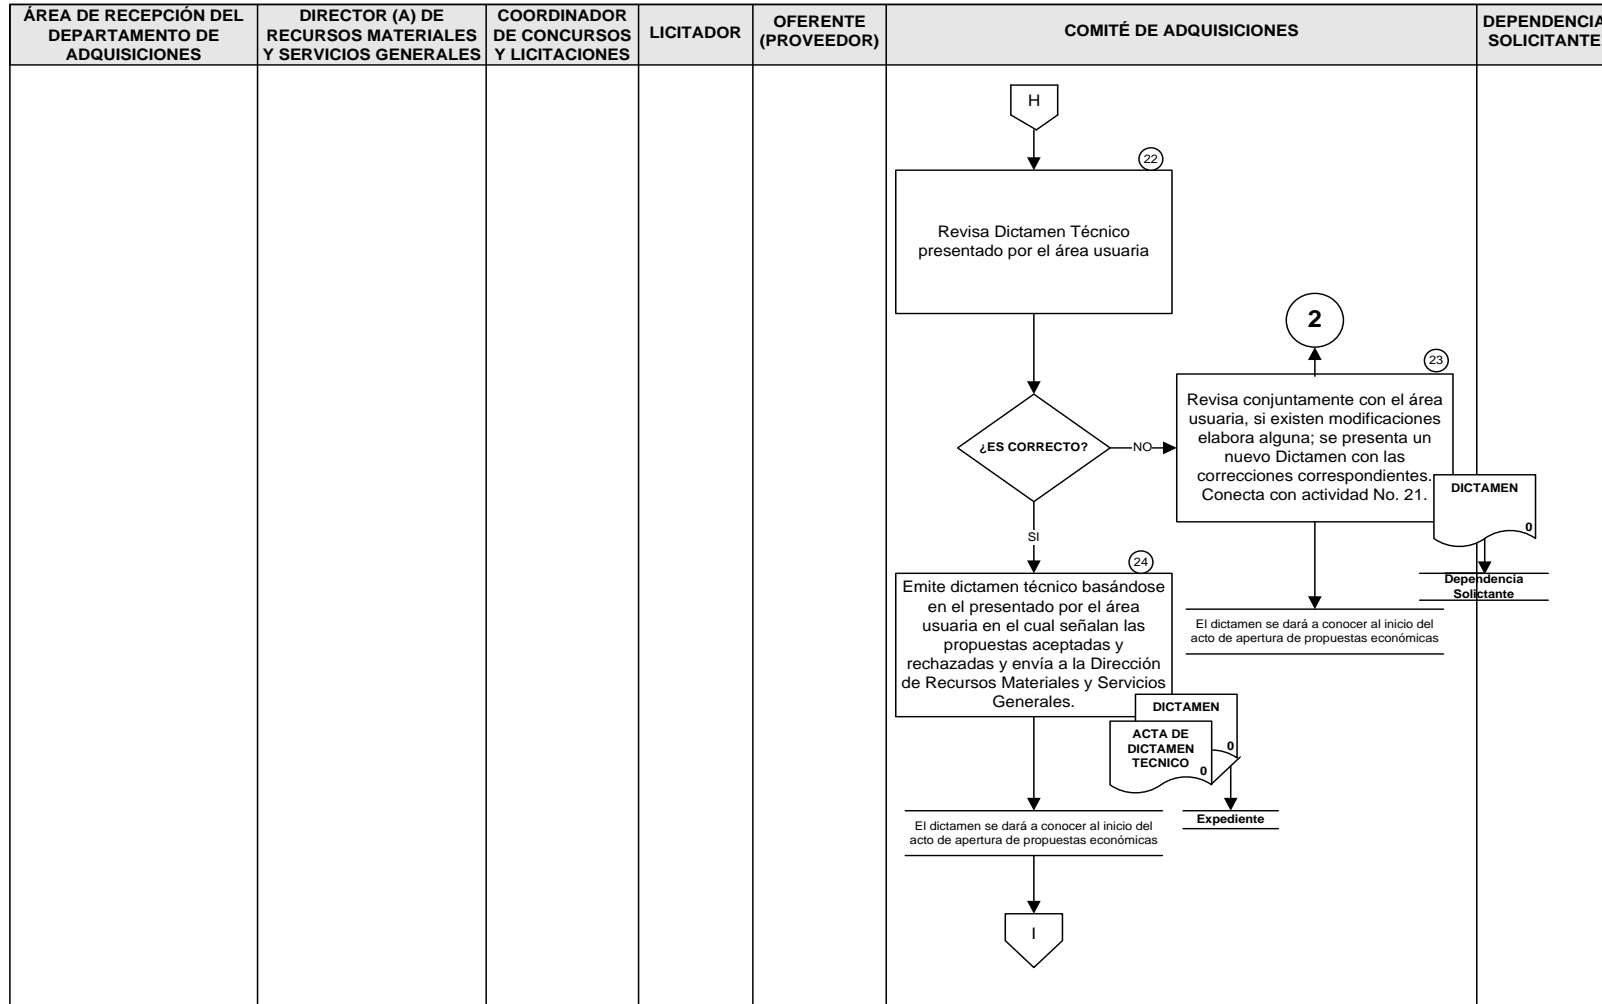 ÁREA DE RECEPCIÓN DEL
DEPARTAMENTO DE
ADQUISICIONES
DIRECTOR (A) DE
RECURSOS MATERIALES
Y SERVICIOS GENERALES
COORDINADOR
DE CONCURSOS
Y LICITACIONES
LICITADOR
OFERENTE
(PROVEEDOR)
COMITÉ DE ADQUISICIONES
DEPENDENCIA
SOLICITANTE
H
22
Revisa Dictamen Técnico
presentado por el área usuaria
2
23
Revisa conjuntamente con el área
usuaria, si existen modificaciones
elabora alguna; se presenta un
nuevo Dictamen con las
correcciones correspondientes.
Conecta con actividad No. 21.
¿ES CORRECTO?
NO
DICTAMEN
0
SI
24
Dependencia
Solictante
Emite dictamen técnico basándose
en el presentado por el área
usuaria en el cual señalan las
propuestas aceptadas y
rechazadas y envía a la Dirección
de Recursos Materiales y Servicios
Generales.
El dictamen se dará a conocer al inicio del
acto de apertura de propuestas económicas
DICTAMEN
0
ACTA DE
DICTAMEN
TECNICO
0
Expediente
El dictamen se dará a conocer al inicio del
acto de apertura de propuestas económicas
I